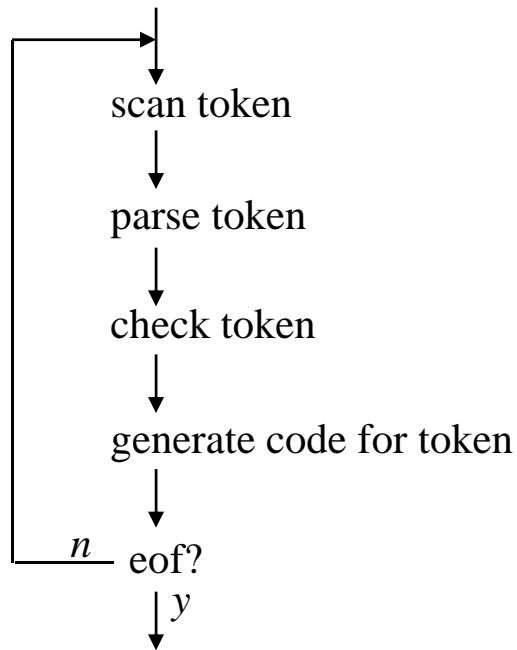 scan token
parse token
check token
generate code for token
n eof?
y